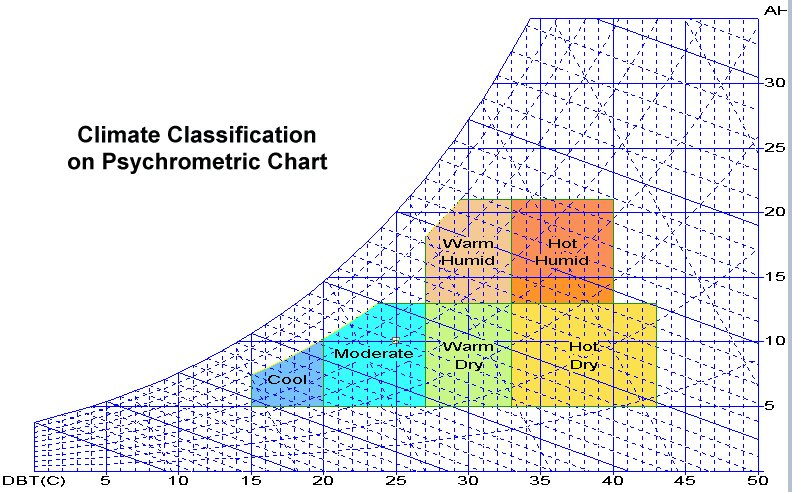 AH
30
Climate Classification
on Psychrometric Chart
25
20
Warm
Humid
Hot
Humid
15
10
Moderate
Warm
Dry
Hot
Dry
Cool
5
DBT(C)
5
10
15
20
25
30
35
40
45
50